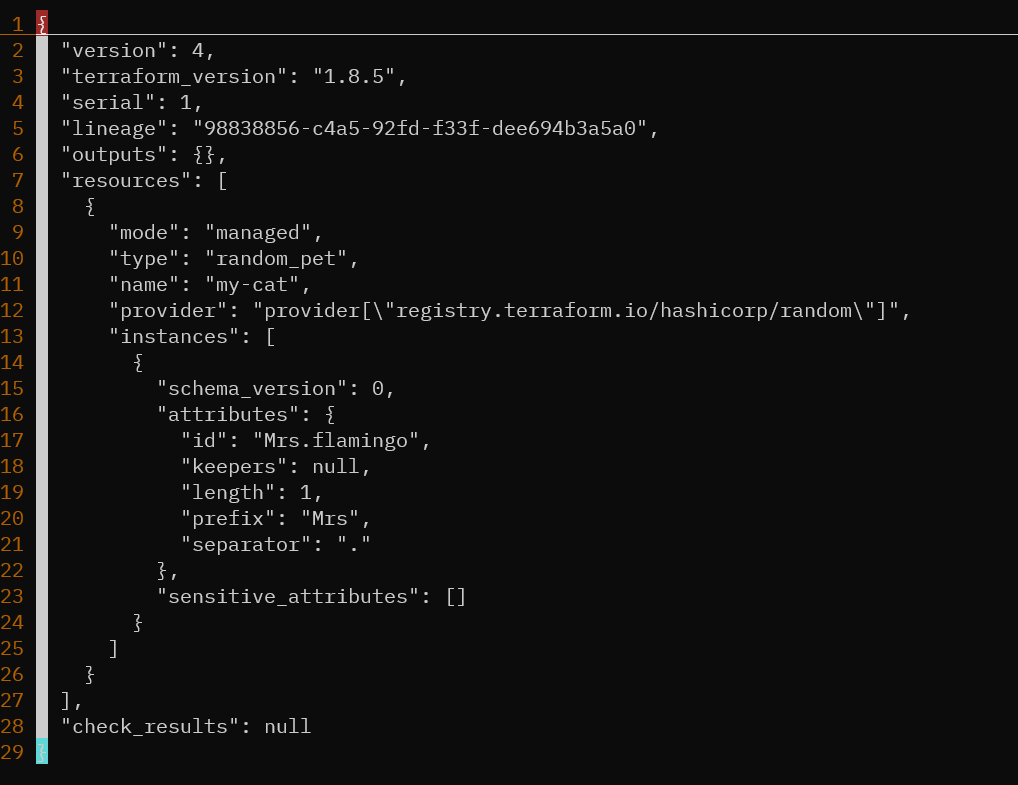 1 {
2 "version": 4,
3 "terraform_version": "1.8.5",
4 "serial": 1,
5 "lineage": "98838856-c4a5-92fd-f33f-dee694b3a5a0",
6 "outputs": {},
7 "resources": [
8 {
9 "mode": "managed",
10 "type": "random_pet",
11 "name": "my-cat",
12 "provider": "provider[\"registry.terraform.io/hashicorp/random\"]",
13 "instances": [
14 {
15 "schema_version": 0,
16 "attributes": {
17 "id": "Mrs.flamingo",
18 "keepers": null,
19 "length": 1,
20 "prefix": "Mrs",
21 "separator": "."
22 },
23 "sensitive_attributes": []
24 }
25 ]
26 }
27 ],
28 "check_results": null
29 }